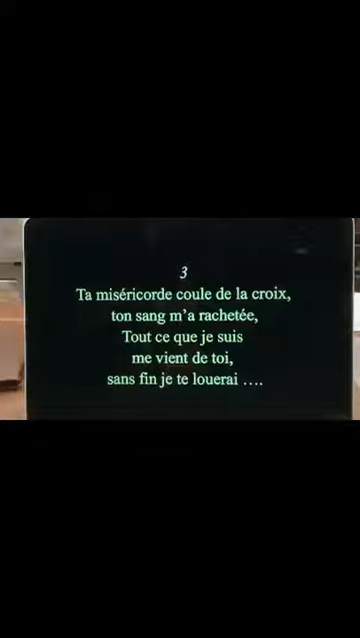 3
Ta miséricorde coule de la croix,
ton sang m'a rachetée,
Tout ce que je suis
me vient de toi,
sans fin je te louerai ….